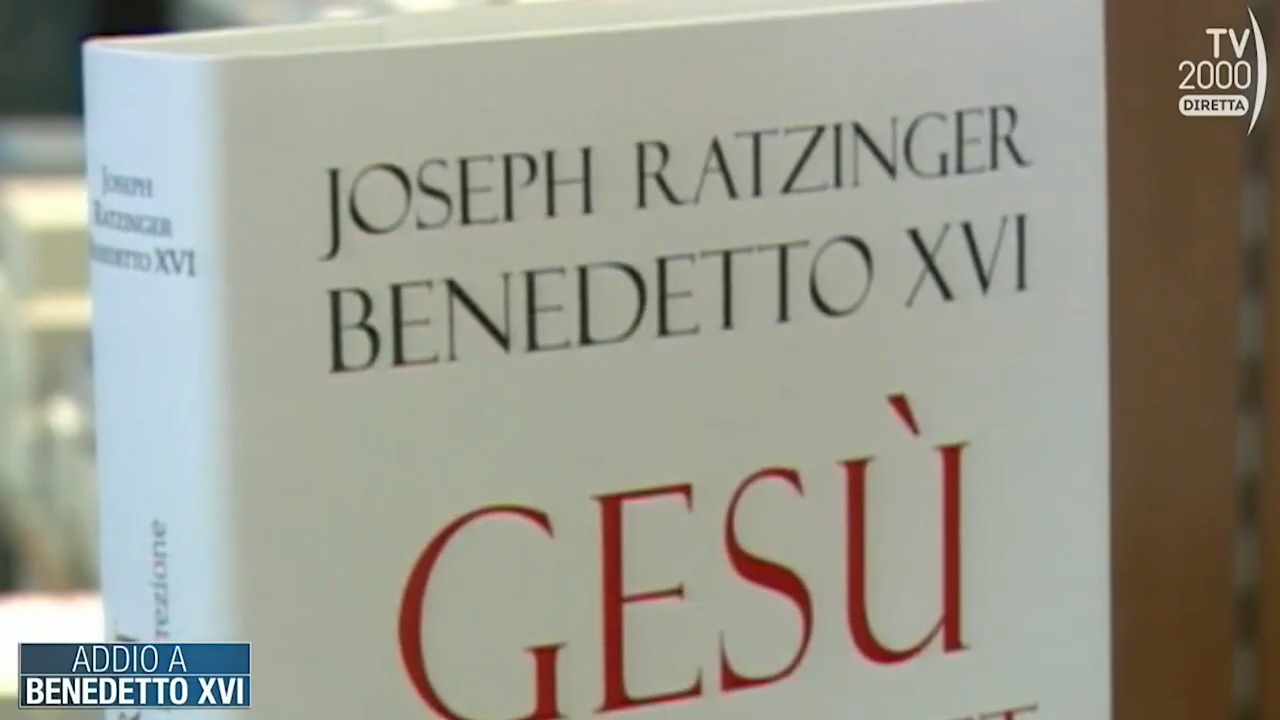 TV
2000
DIRETTA
JOSEPH RATZINGER
BENEDETTO XVI
GESÙ
JOSEPH
RATZINGER
BENEDETTO XVI
ADDIO A
BENEDETTO XVI